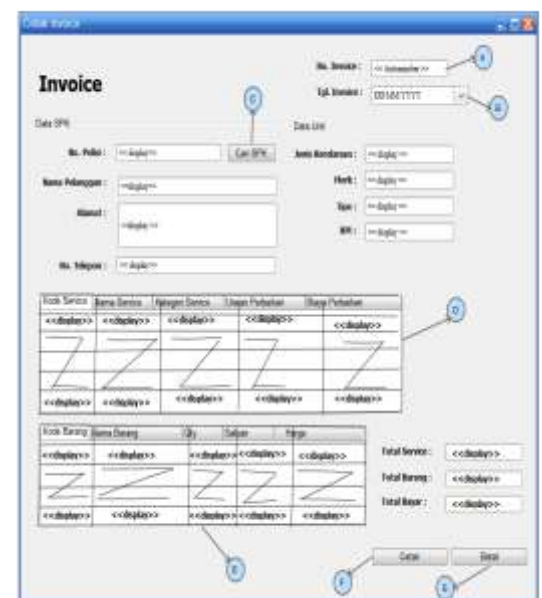 Cetak Invoice
No. Invoice : << Autonumber >>
Invoice
Tgl. Invoice : DD/MM/YYYY
C
Data SPK
No. Polisi : <<display>> Cari SPK
Jenis Kendaraan : <<display>>
Nama Pelanggan : <<display>>
Merk : <<display>>
Alamat : <<display>>
Type : <<display>>
<<display>>
No. Telepon : <<display>>
Kode Service Nama Service Kategori Service Uraian Perbaikan Biaya Perbaikan
<<display>> <<display>> <<display>> <<display>> <<display>>
D
<<display>> <<display>> <<display>> <<display>> <<display>>
Kode Barang Nama Barang Qty Satuan Harga
<<display>> <<display>> <<display>> <<display>> <<display>>
<<display>> <<display>> <<display>> <<display>> <<display>>
Total Service : <<display>>
Total Barang : <<display>>
Total Bayar : <<display>>
E
Cetak Batal
F